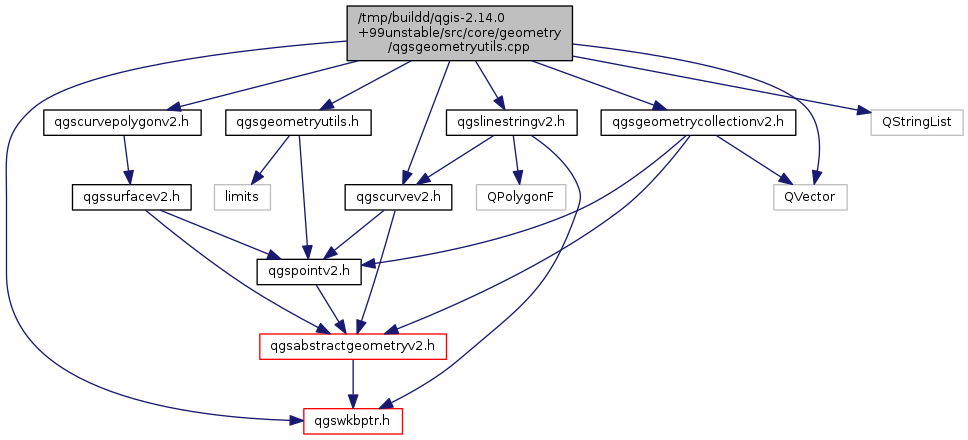 /tmp/buildd/qgis-2.14.0
+99unstable/src/core/geometry
/qgsgeometryutils.cpp
qgscurvepolygonv2.h
qgsgeometryutils.h
qgslinestringv2.h
qgsgeometrycollectionv2.h
QStringList
qgssurfacev2.h
limits
qgscurvev2.h
QPolygonF
QVector
qgspointv2.h
qgsabstractgeometryv2.h
qgswkbptr.h